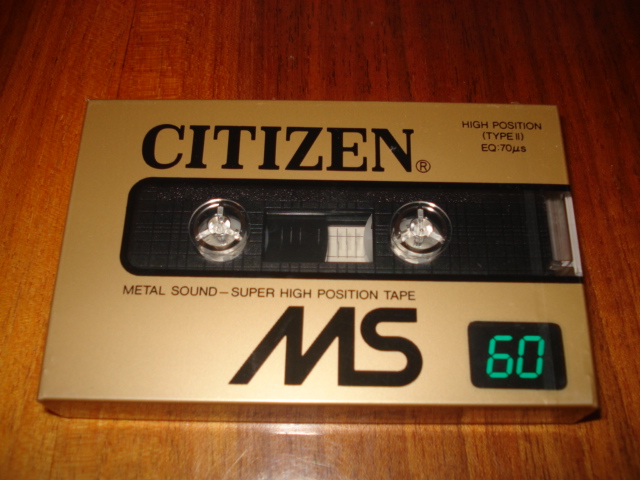 CITIZEN®
HIGH POSITION
(TYPE II)
EQ:70µs
METAL SOUND–SUPER HIGH POSITION TAPE
MS
60